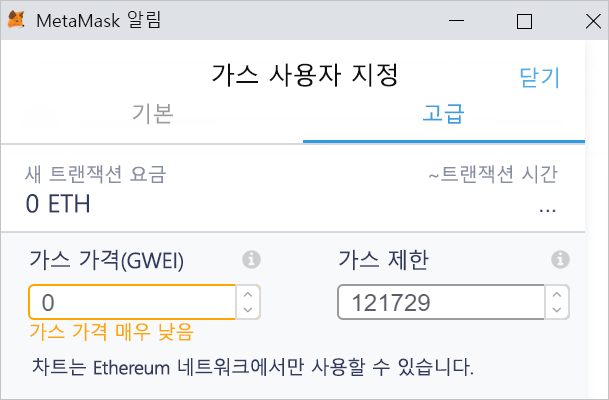 MetaMask 알림
가스 사용자 지정
닫기
기본
고급
새 트랜잭션 요금
~트랜잭션 시간
0 ETH
...
가스 가격(GWEI)
가스 제한
0
121729
가스 가격 매우 낮음
차트는 Ethereum 네트워크에서만 사용할 수 있습니다.